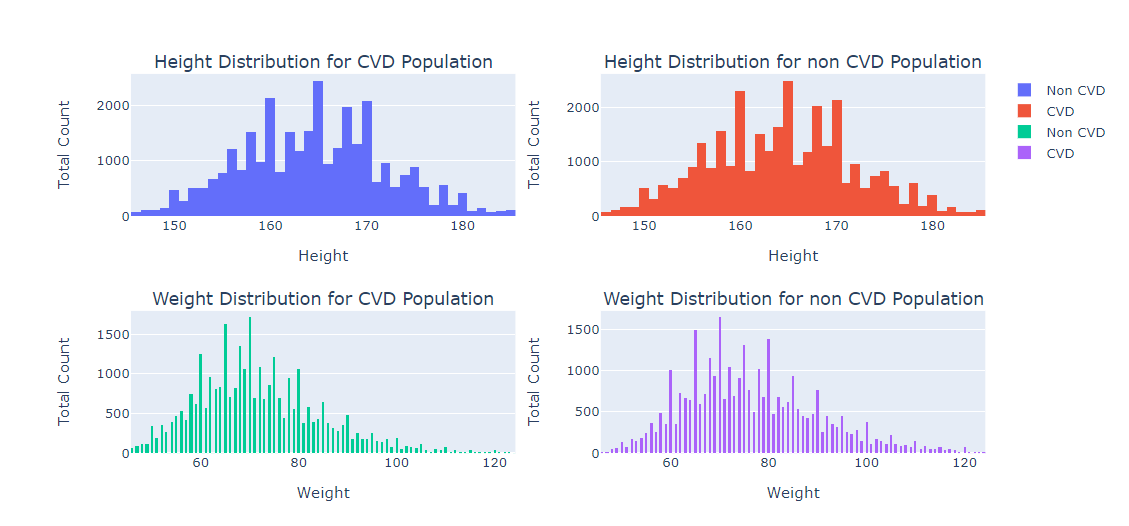 Height Distribution for CVD Population
Height Distribution for non CVD Population
Total Count
2000
1000
0
150
160
170
180
Height
Total Count
2000
1000
0
150
160
170
180
Height
Non CVD
CVD
Non CVD
CVD
Weight Distribution for CVD Population
Weight Distribution for non CVD Population
Total Count
1500
1000
500
0
60
80
100
120
Weight
Total Count
1500
1000
500
0
60
80
100
120
Weight